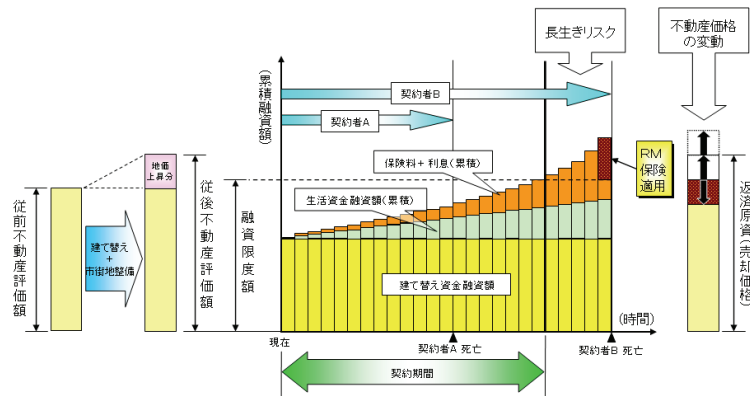 長生きリスク
不動産価格
の変動
(累積融資額)
契約者B
契約者A
保険料+利息(累積)
生活資金融資額(累積)
RM
保険
適用
地価
上昇分
従前不動産評価額
建て替え
+
市街地整備
従後不動産評価額
融資限度額
建て替え資金融資額
返済原資(売却価格)
(時間)
現在
契約者A 死亡
契約者B 死亡
契約期間